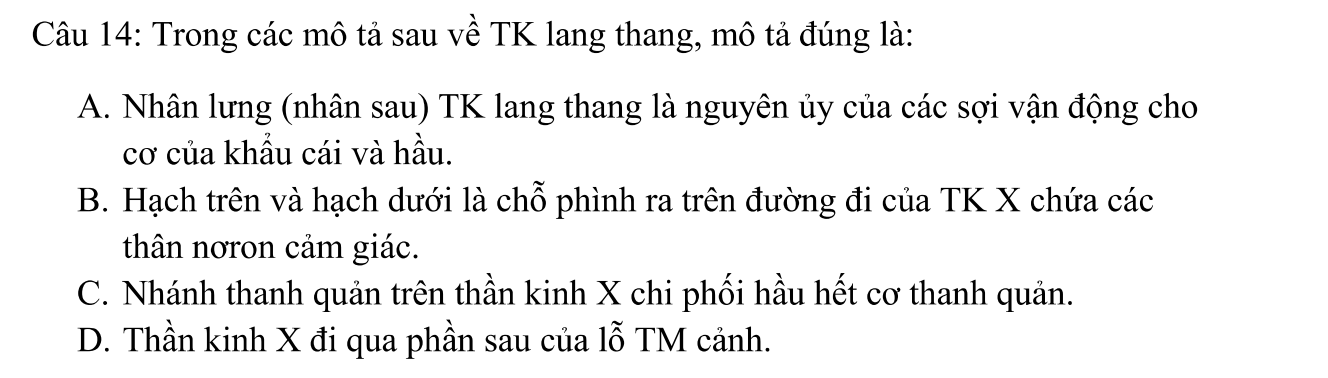 Câu 14: Trong các mô tả sau về TK lang thang, mô tả đúng là:
A. Nhân lưng (nhân sau) TK lang thang là nguyên ủy của các sợi vận động cho
cơ của khẩu cái và hầu.
B. Hạch trên và hạch dưới là chỗ phình ra trên đường đi của TK X chứa các
thân nơron cảm giác.
C. Nhánh thanh quản trên thần kinh X chi phối hầu hết cơ thanh quản.
D. Thần kinh X đi qua phần sau của lỗ TM cảnh.